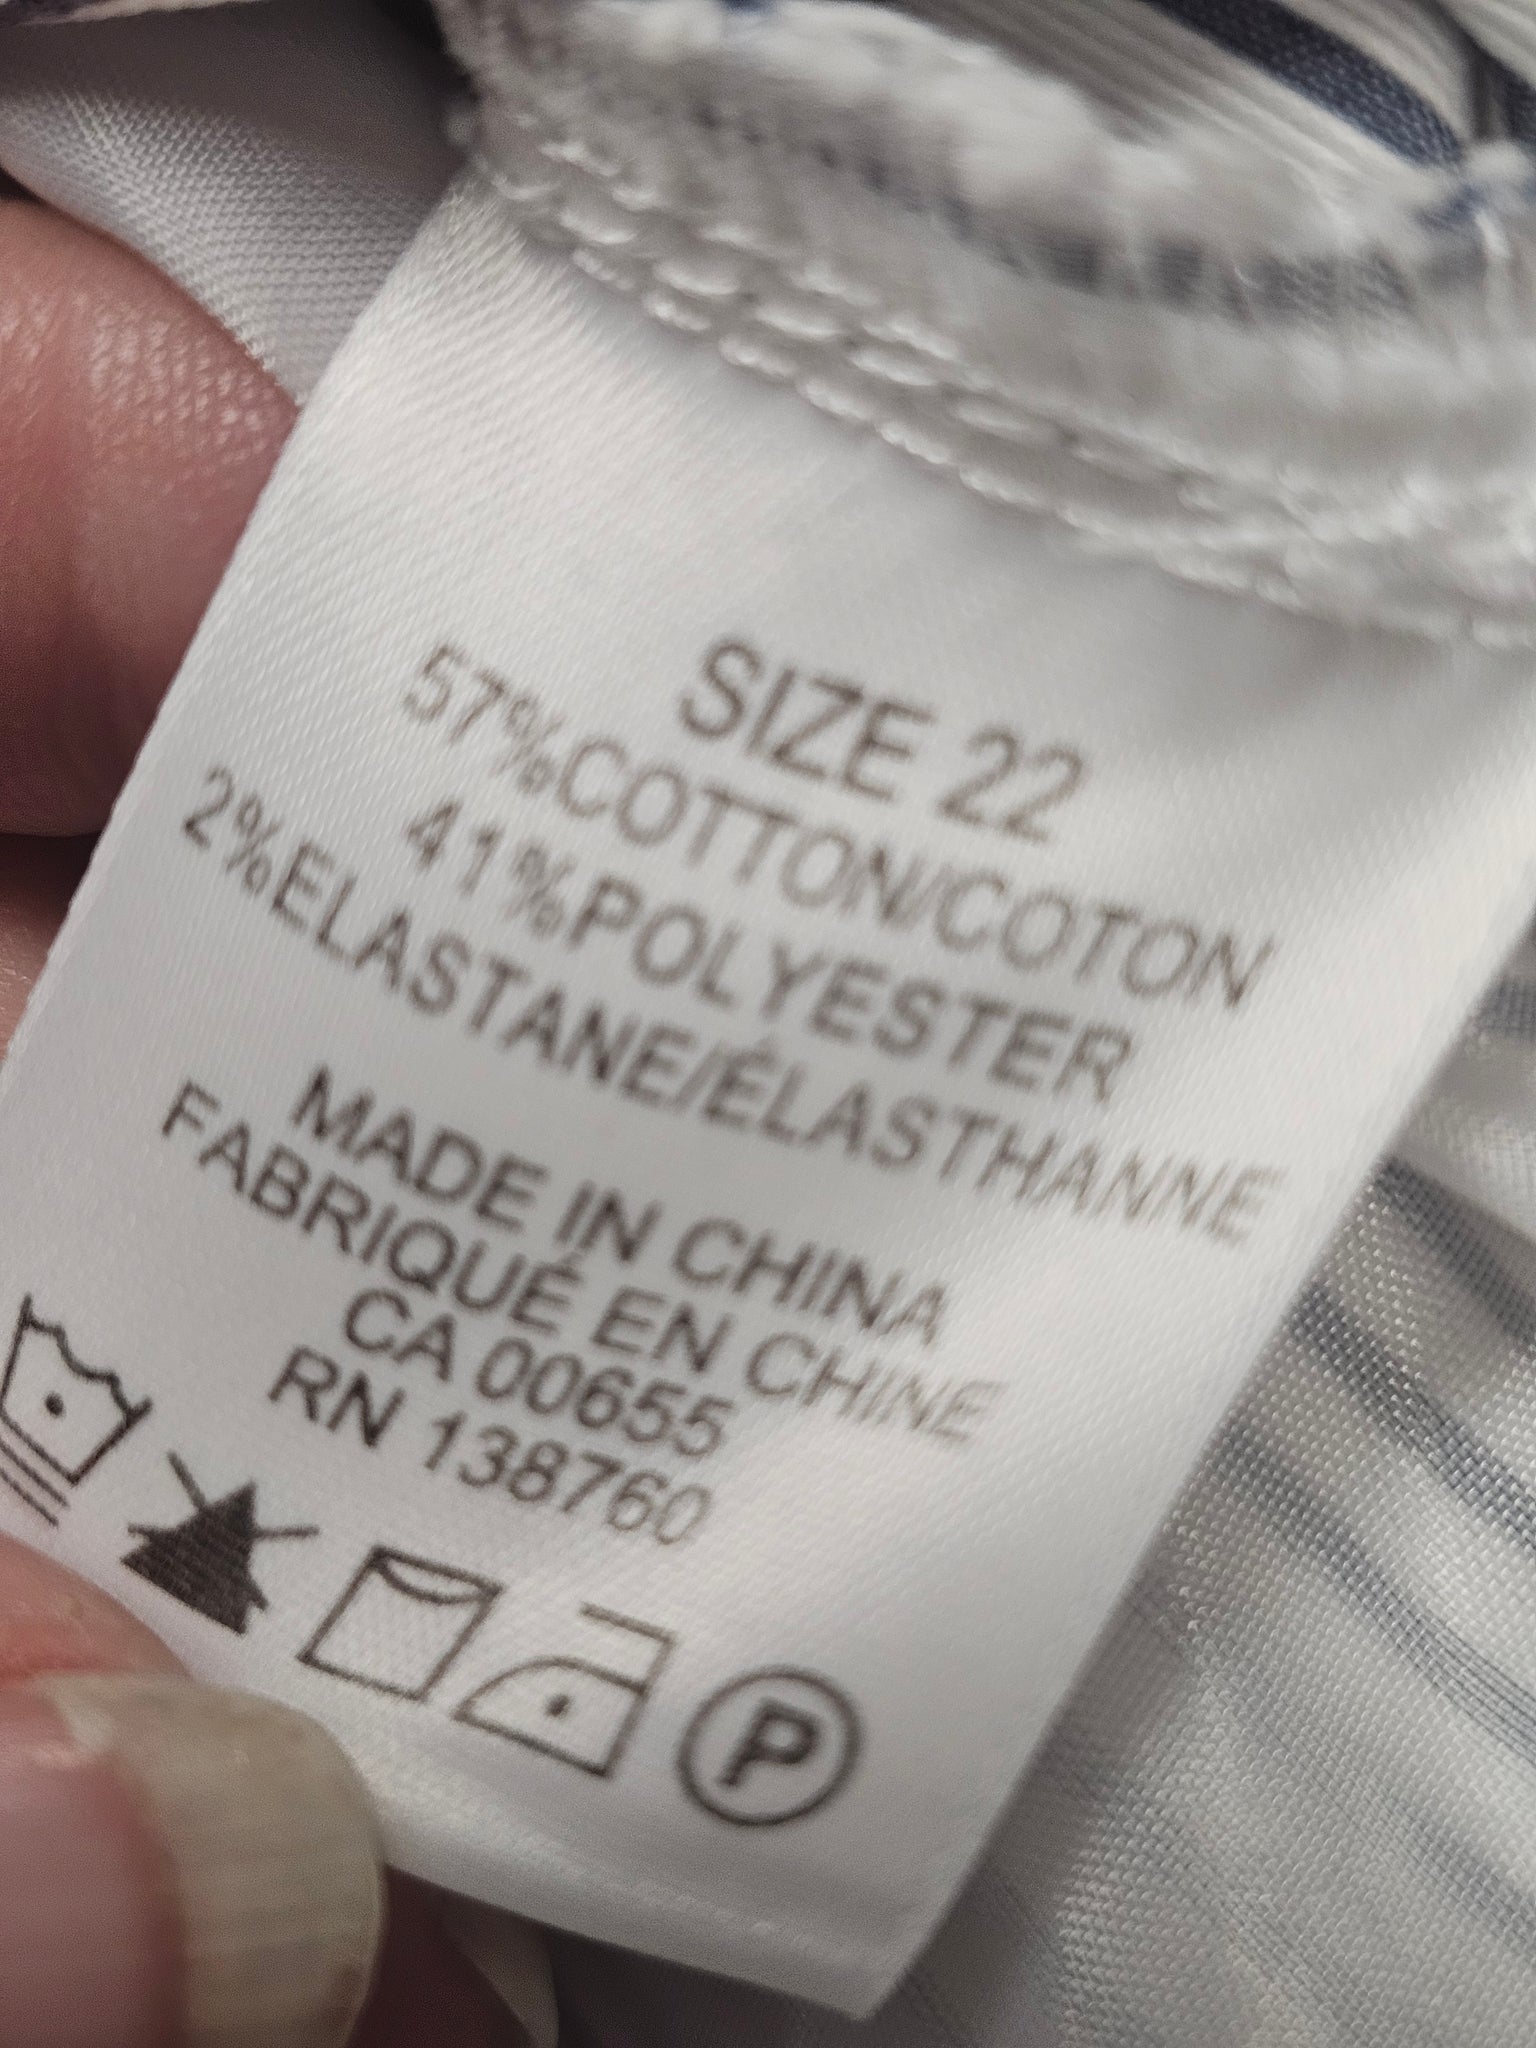 SIZE 22
57%COTTON/COTON
41%POLYESTER
2%ELASTANE/ÉLASTHANNE
MADE IN CHINA
FABRIQUÉ EN CHINE
CA 00655
RN 138760
P